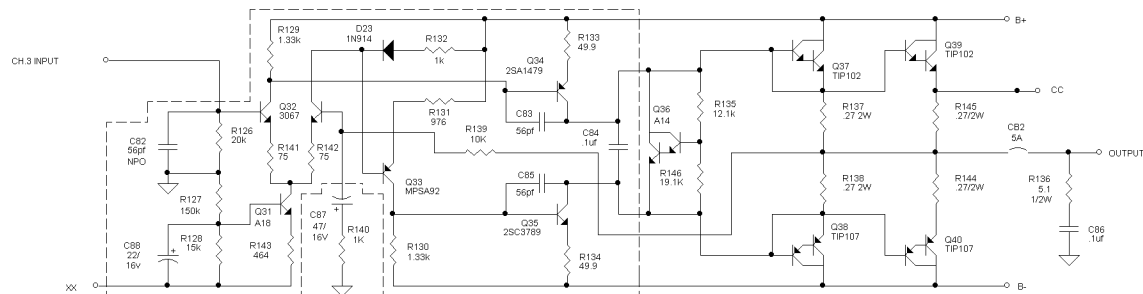 CH.3 INPUT
C82
56pf
NPO
R126
20k
R127
150k
C88
22/
16v
R128
15k
XX
R129
1.33k
Q32
3067
R141
75
R142
75
Q31
A18
R143
464
D23
1N914
R132
1k
R131
976
C87
47/
16V
R140
1K
Q33
MPSA92
R130
1.33k
R139
10K
Q34
2SA1479
R133
49.9
C83
56pf
C85
56pf
Q35
2SC3789
R134
49.9
C84
.1uf
Q36
A14
R135
12.1k
R146
19.1K
Q37
TIP102
R137
.27 2W
R138
.27 2W
Q38
TIP107
Q39
TIP102
R145
.27/2W
R144
.27/2W
Q40
TIP107
B+
CC
CB2
5A
OUTPUT
R136
5.1
1/2W
C86
.1uf
B-